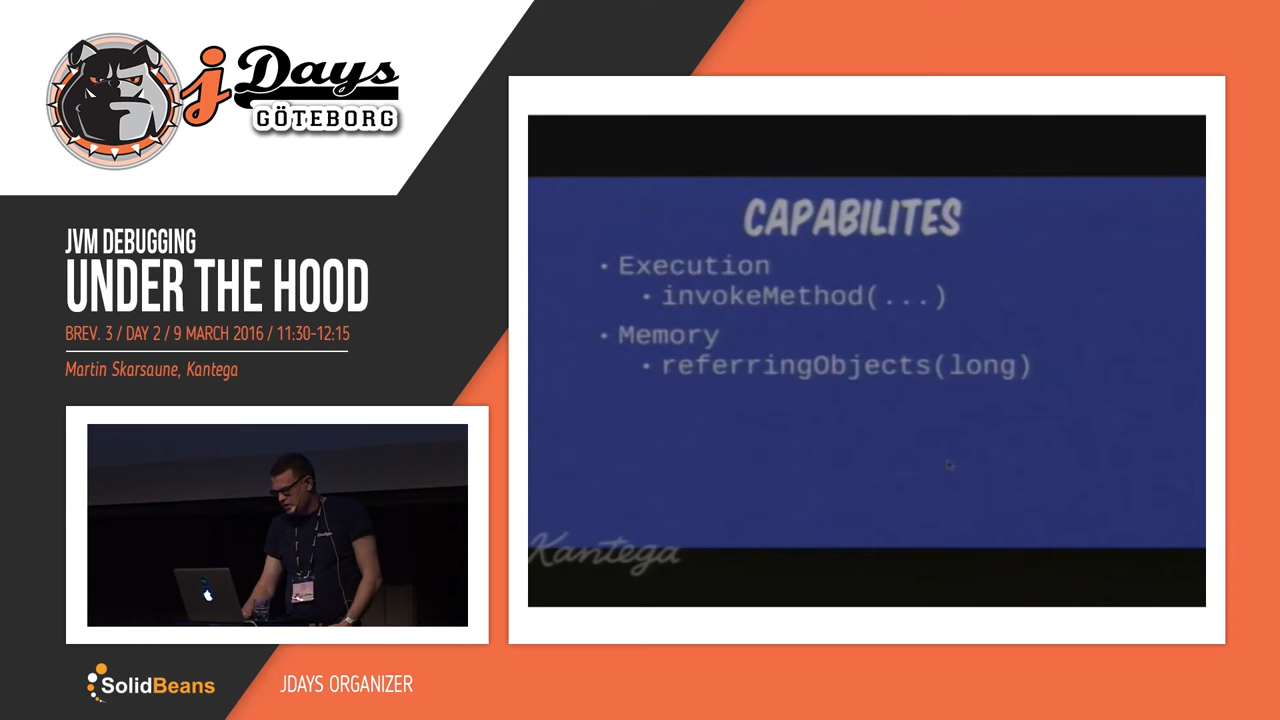 jDays
GÖTEBORG
JVM DEBUGGING
UNDER THE HOOD
BREV. 3 / DAY 2 / 9 MARCH 2016 / 11:30-12:15
Martin Skarsaune, Kantega
CAPABILITES
• Execution
• invokeMethod(...)
• Memory
• referringObjects(long)
Kantega
SolidBeans
JDAYS ORGANIZER